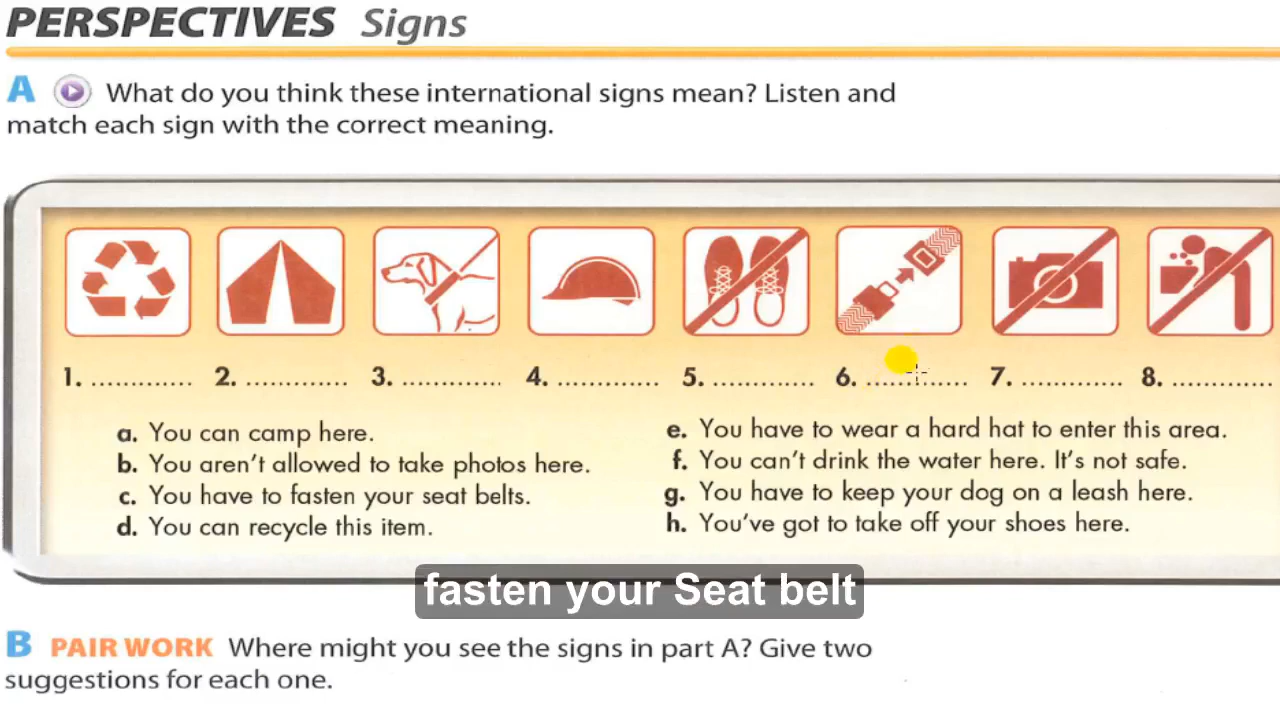 PERSPECTIVES Signs
A What do you think these international signs mean? Listen and
match each sign with the correct meaning.
1. ............ 2. ............ 3. ............ 4. ............ 5. ............ 6. ............ 7. ............ 8. ............
a. You can camp here.
b. You aren't allowed to take photos here.
c. You have to fasten your seat belts.
d. You can recycle this item.
e. You have to wear a hard hat to enter this area.
f. You can't drink the water here. It's not safe.
g. You have to keep your dog on a leash here.
h. You've got to take off your shoes here.
fasten your Seat belt
B PAIR WORK Where might you see the signs in part A? Give two
suggestions for each one.